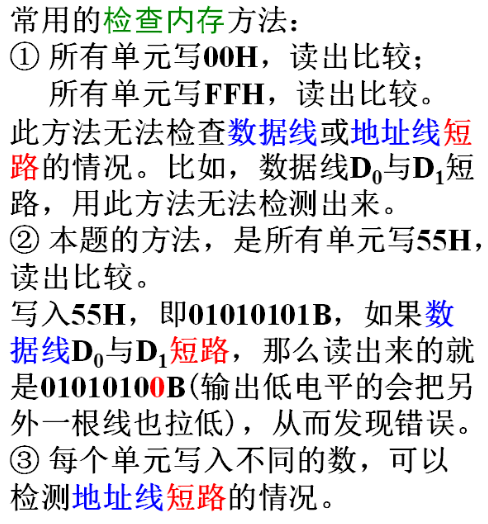 常用的检查内存方法：
① 所有单元写00H，读出比较；
所有单元写FFH，读出比较。
此方法无法检查数据线或地址线短
路的情况。比如，数据线D₀与D₁短
路，用此方法无法检测出来。
② 本题的方法，是所有单元写55H，
读出比较。
写入55H，即01010101B，如果数
据线D₀与D₁短路，那么读出来的就
是01010100B(输出低电平的会把另
外一根线也拉低)，从而发现错误。
③ 每个单元写入不同的数，可以
检测地址线短路的情况。